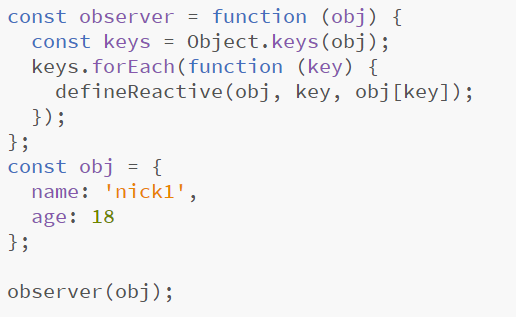 const observer = function (obj) {
  const keys = Object.keys(obj);
  keys.forEach(function (key) {
    defineReactive(obj, key, obj[key]);
  });
};
const obj = {
  name: 'nick1',
  age: 18
};

observer(obj);